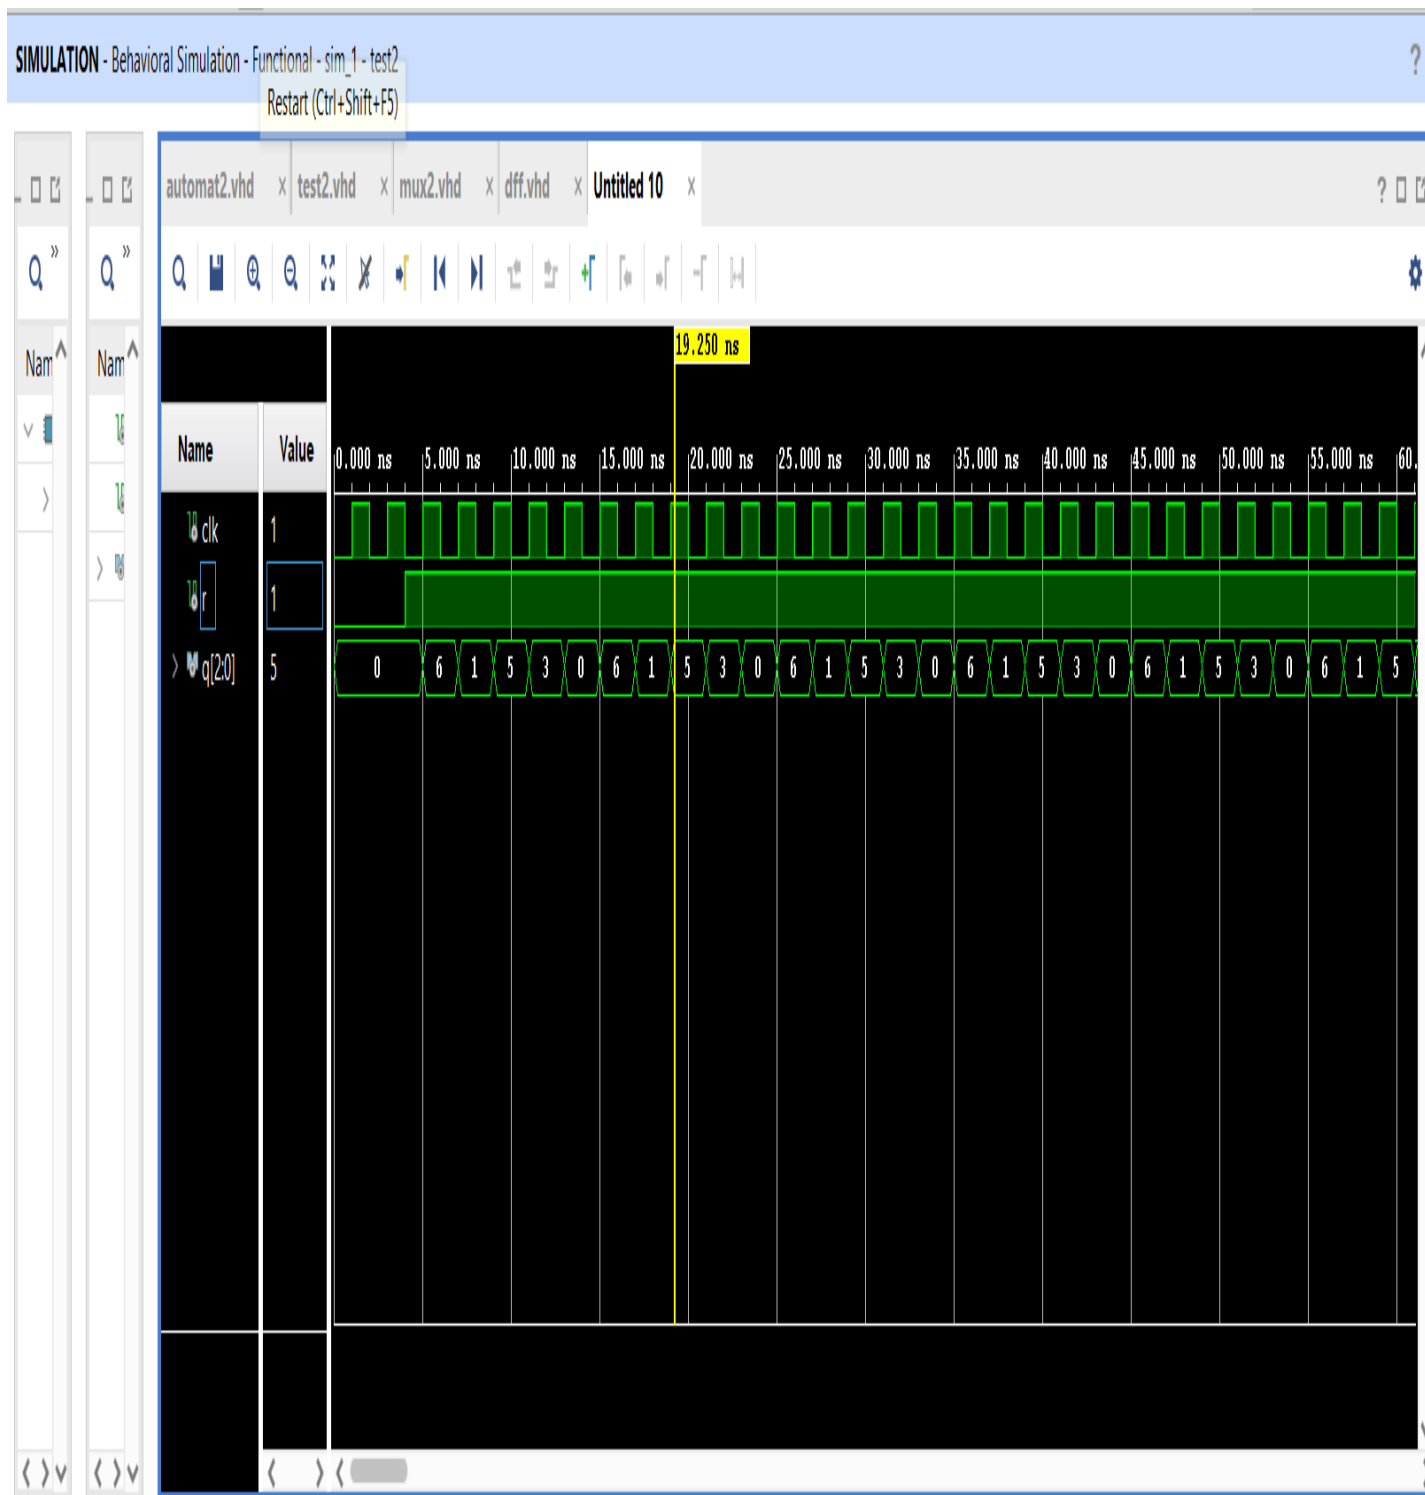 SIMULATION - Behavioral Simulation - Functional - sim_1 - test2
?
Restart (Ctrl+Shift+F5)
automat2.vhd × test2.vhd × mux2.vhd × dff.vhd × Untitled 10 ×
?
» »
Nam Nam
19.250 ns
Name Value
0.000 ns 5.000 ns 10.000 ns 15.000 ns 20.000 ns 25.000 ns 30.000 ns 35.000 ns 40.000 ns 45.000 ns 50.000 ns 55.000 ns 60.
clk 1
r 1
q[2:0] 5 0 6 1 5 3 0 6 1 5 3 0 6 1 5 3 0 6 1 5 3 0 6 1 5 3 0 6 1 5